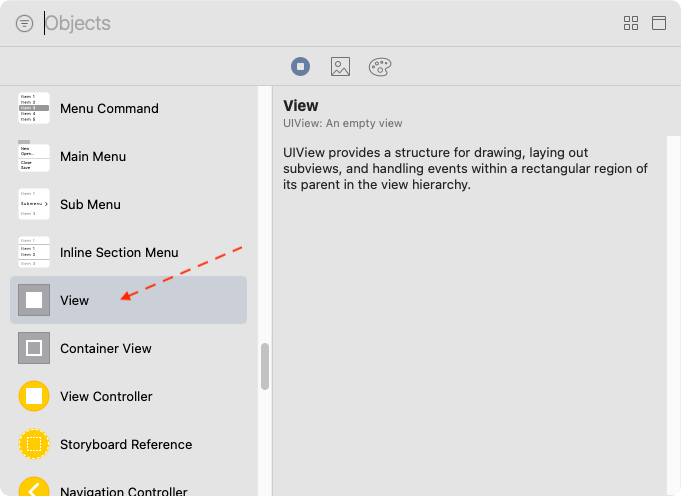 Objects
Item 1
Item 2
Item 3
Item 4
Item 5
Menu Command
New
Open...
Close
Save
Main Menu
Item 1
Submenu >
Item 3
Sub Menu
Item 1
Item 1
Item 2
Item 3
Inline Section Menu
View
Container View
View Controller
Storyboard Reference
Navigation Controller
View
UIView: An empty view
UIView provides a structure for drawing, laying out
subviews, and handling events within a rectangular region of
its parent in the view hierarchy.